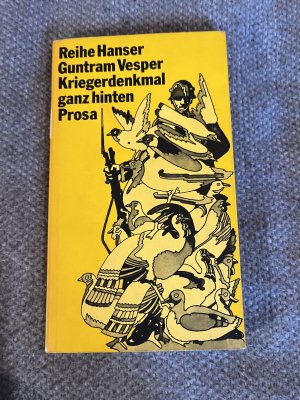 Reihe Hanser
Guntram Vesper
Kriegerdenkmal
ganz hinten
Prosa